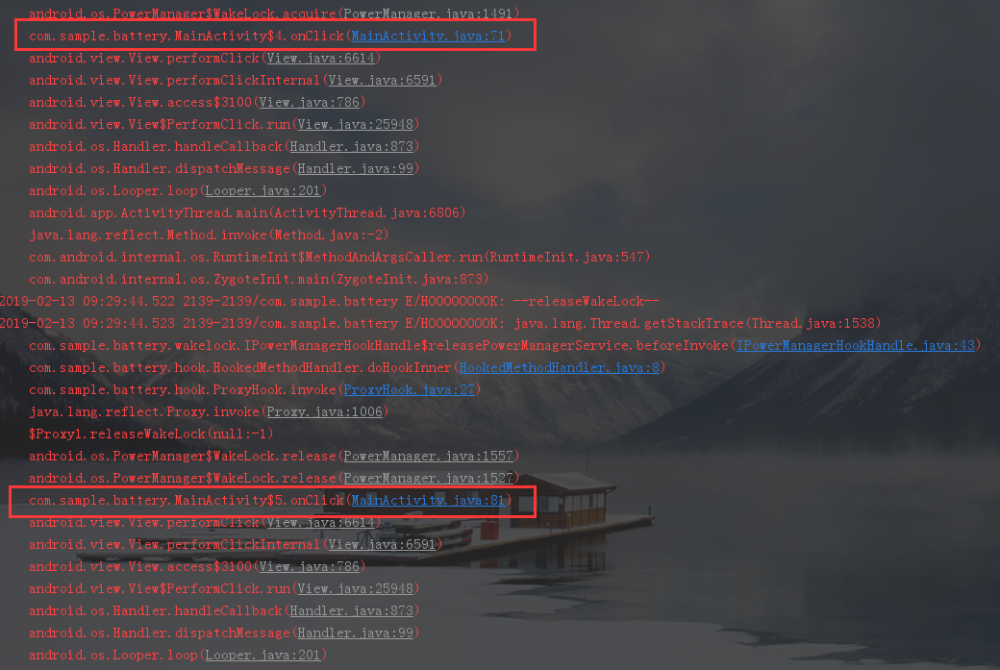 android.os.PowerManager$WakeLock.acquire(PowerManager.java:1491)
com.sample.battery.MainActivity$4.onClick(MainActivity.java:71)
android.view.View.performClick(View.java:6614)
android.view.View.performClickInternal(View.java:6591)
android.view.View.access$3100(View.java:786)
android.view.View$PerformClick.run(View.java:25948)
android.os.Handler.handleCallback(Handler.java:873)
android.os.Handler.dispatchMessage(Handler.java:99)
android.os.Looper.loop(Looper.java:201)
android.app.ActivityThread.main(ActivityThread.java:6806)
java.lang.reflect.Method.invoke(Method.java:-2)
com.android.internal.os.RuntimeInit$MethodAndArgsCaller.run(RuntimeInit.java:547)
com.android.internal.os.ZygoteInit.main(ZygoteInit.java:873)
2019-02-13 09:29:44.522 2139-2139/com.sample.battery E/HOOOOOOOOK: --releaseWakeLock--
2019-02-13 09:29:44.523 2139-2139/com.sample.battery E/HOOOOOOOOK: java.lang.Thread.getStackTrace(Thread.java:1538)
com.sample.battery.wakelock.IPowerManagerHookHandle$releasePowerManagerService.beforeInvoke(IPowerManagerHookHandle.java:43)
com.sample.battery.hook.HookedMethodHandler.doHookInner(HookedMethodHandler.java:8)
com.sample.battery.hook.ProxyHook.invoke(ProxyHook.java:27)
java.lang.reflect.Proxy.invoke(Proxy.java:1006)
$Proxy1.releaseWakeLock(null:-1)
android.os.PowerManager$WakeLock.release(PowerManager.java:1557)
android.os.PowerManager$WakeLock.release(PowerManager.java:1527)
com.sample.battery.MainActivity$5.onClick(MainActivity.java:81)
android.view.View.performClick(View.java:6614)
android.view.View.performClickInternal(View.java:6591)
android.view.View.access$3100(View.java:786)
android.view.View$PerformClick.run(View.java:25948)
android.os.Handler.handleCallback(Handler.java:873)
android.os.Handler.dispatchMessage(Handler.java:99)
android.os.Looper.loop(Looper.java:201)